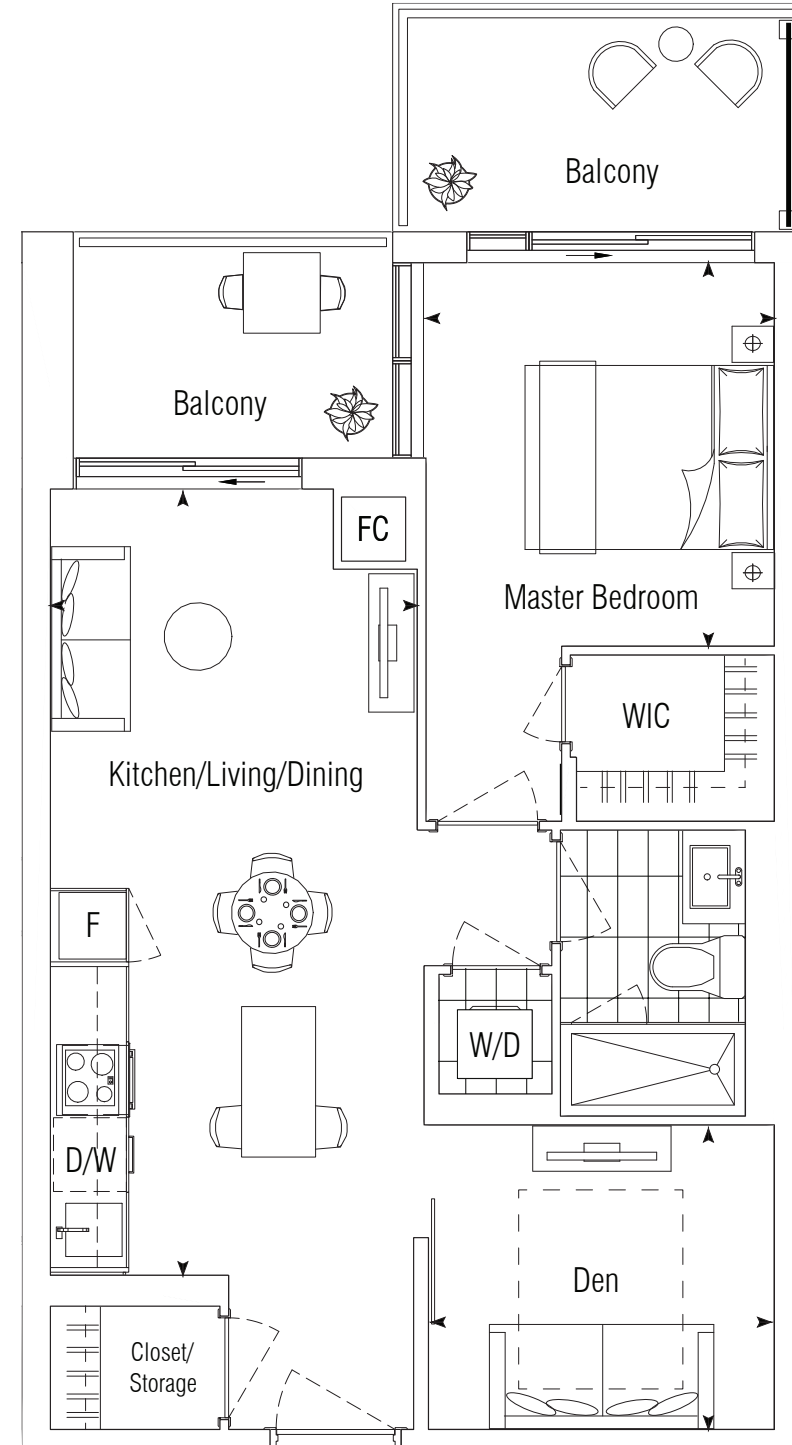 Balcony
Balcony
FC
Master Bedroom
WIC
Kitchen/Living/Dining
F
W/D
D/W
Den
Closet/
Storage